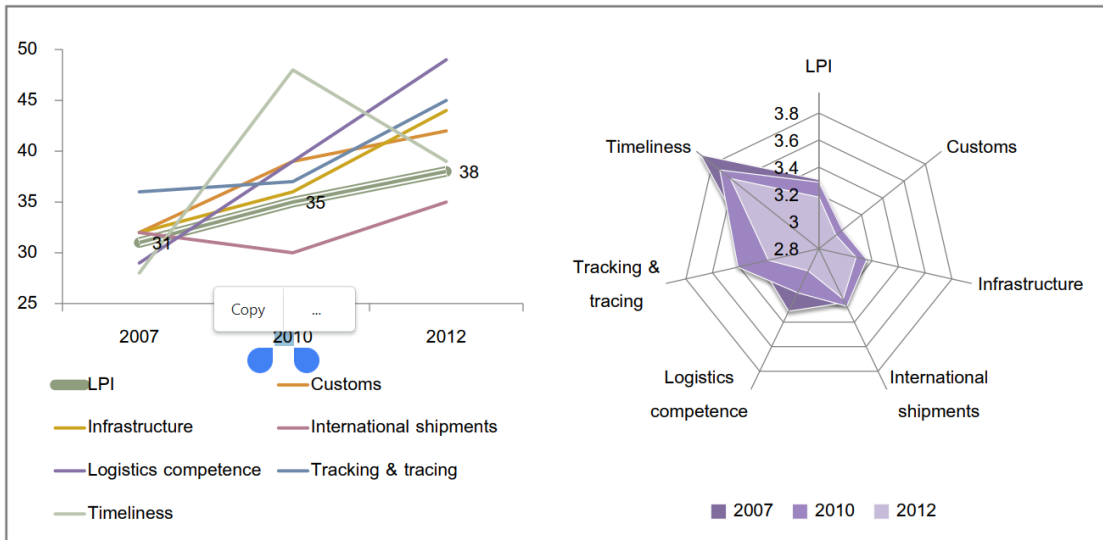 50
45
40
35
30
25
31
35
38
2007
2010
2012
Copy
...
LPI
Customs
Infrastructure
International shipments
Logistics competence
Tracking & tracing
Timeliness
LPI
Customs
Infrastructure
International
shipments
Logistics
competence
Tracking &
tracing
Timeliness
3.8
3.6
3.4
3.2
3
2.8
2007
2010
2012